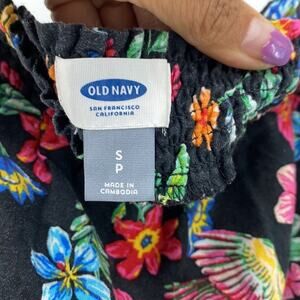 OLD NAVY
SAN FRANCISCO
CALIFORNIA
S
P
MADE IN
CAMBODIA